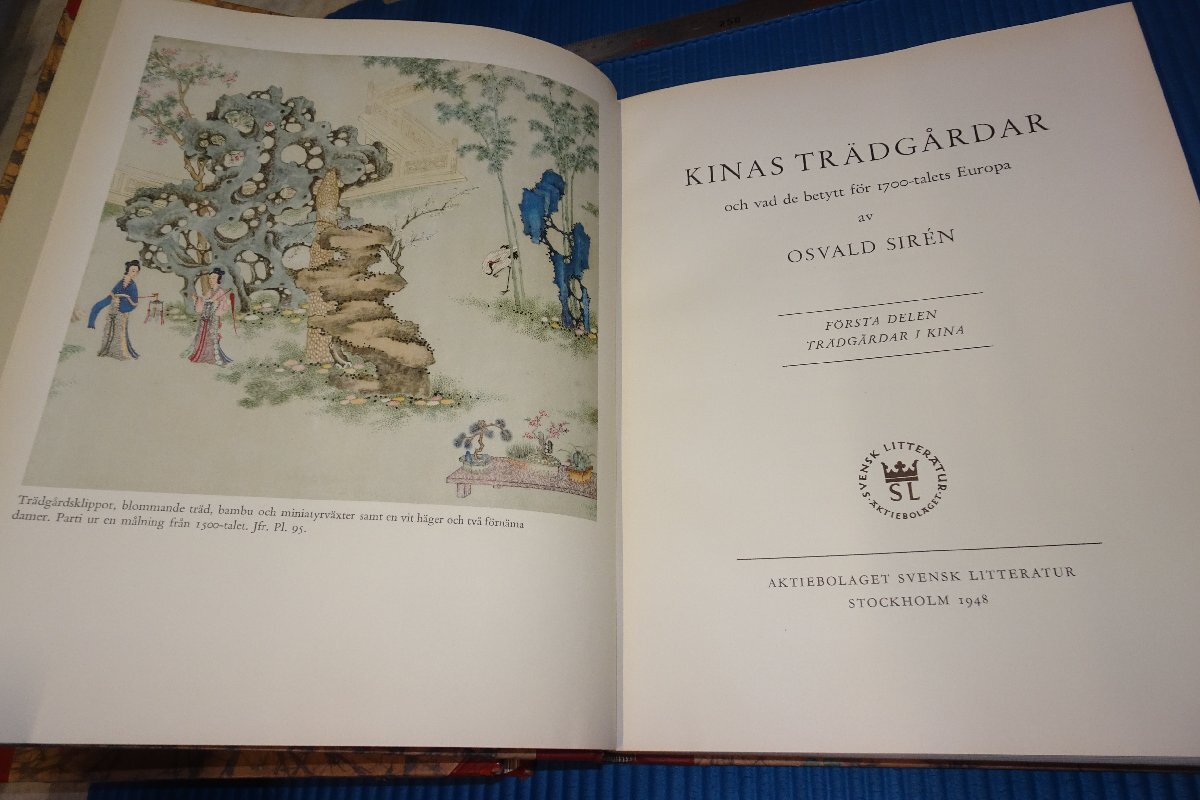 Trädgårdsklippor, blommande träd, bambu och miniatyrväxter samt en vit häger och två förnäma
damer. Parti ur en målning från 1500-talet. Jfr. Pl. 95.
KINAS TRÄDGÅRDAR
och vad de betytt för 1700-talets Europa
av
OSVALD SIRÉN
FÖRSTA DELEN
TRÄDGÅRDAR I KINA
SVENSK LITTERATUR
SL
AKTIEBOLAGET
AKTIEBOLAGET SVENSK LITTERATUR
STOCKHOLM 1948